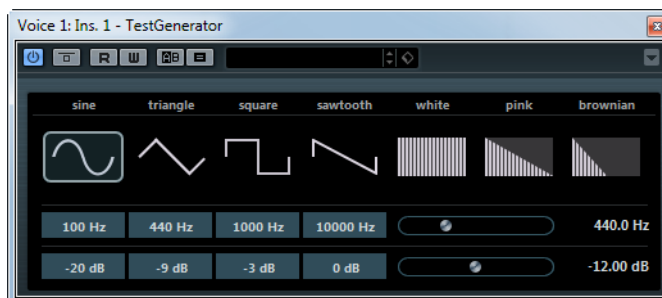 Voice 1: Ins. 1 - TestGenerator
R W AB
sine triangle square sawtooth white pink brownian
100 Hz 440 Hz 1000 Hz 10000 Hz 440.0 Hz
-20 dB -9 dB -3 dB 0 dB -12.00 dB